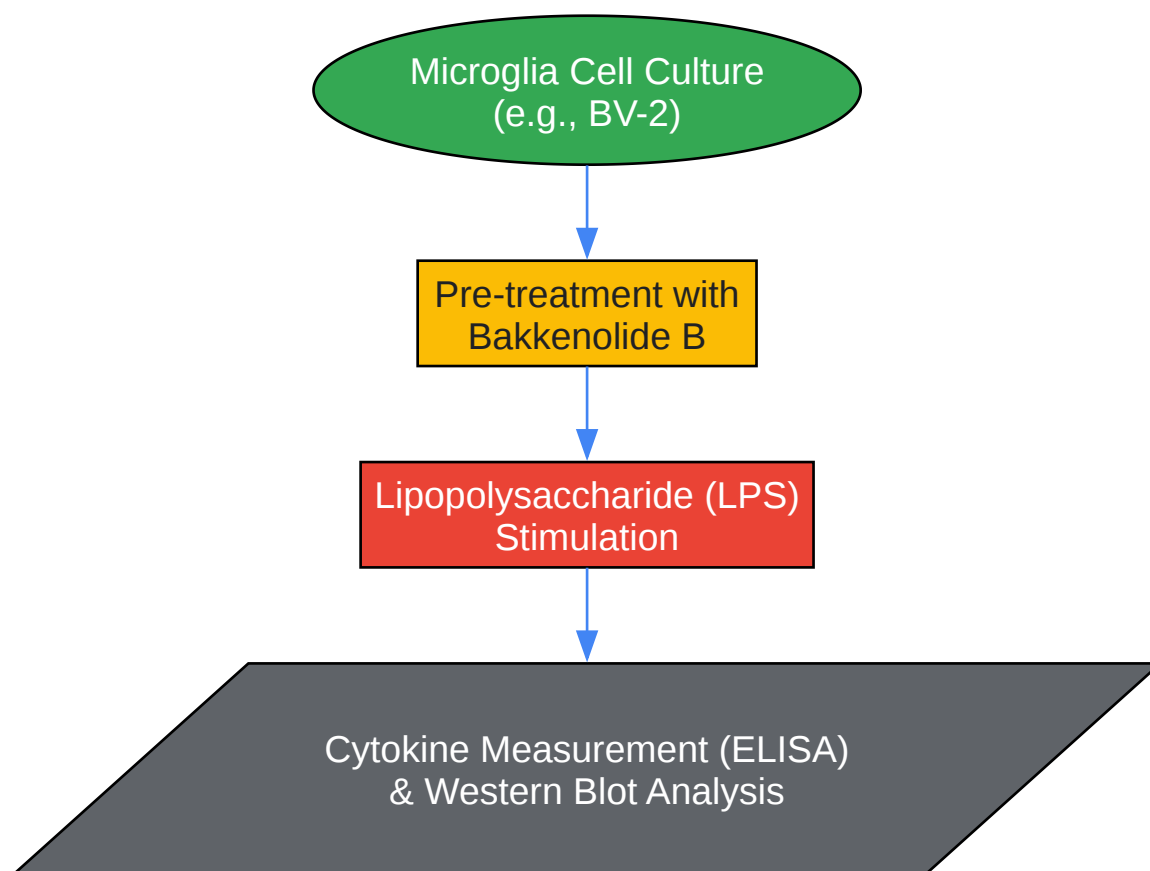 Microglia Cell Culture
(e.g., BV-2)
Pre-treatment with
Bakkenolide B
Lipopolysaccharide (LPS)
Stimulation
Cytokine Measurement (ELISA)
& Western Blot Analysis